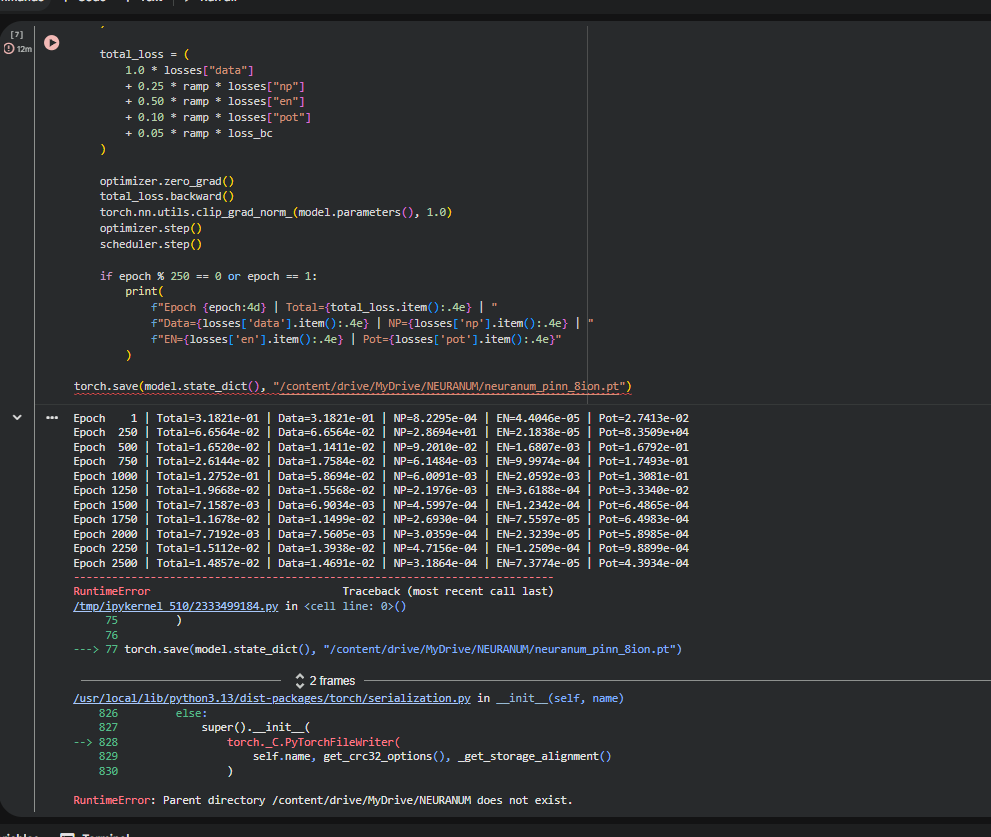 [7]
12m
total_loss = (
1.0 * losses["data"]
+ 0.25 * ramp * losses["np"]
+ 0.50 * ramp * losses["en"]
+ 0.10 * ramp * losses["pot"]
+ 0.05 * ramp * loss_bc
)
optimizer.zero_grad()
total_loss.backward()
torch.nn.utils.clip_grad_norm_(model.parameters(), 1.0)
optimizer.step()
scheduler.step()
if epoch % 250 == 0 or epoch == 1:
print(
f"Epoch {epoch:4d} | Total={total_loss.item():.4e} | "
f"Data={losses['data'].item():.4e} | NP={losses['np'].item():.4e} | "
f"EN={losses['en'].item():.4e} | Pot={losses['pot'].item():.4e}"
)
torch.save(model.state_dict(), "/content/drive/MyDrive/NEURANUM/neuranum_pinn_8ion.pt")
Epoch    1 | Total=3.1821e-01 | Data=3.1821e-01 | NP=8.2295e-04 | EN=4.4046e-05 | Pot=2.7413e-02
Epoch  250 | Total=6.6564e-02 | Data=6.6564e-02 | NP=2.8694e+01 | EN=2.1838e-05 | Pot=8.3509e+04
Epoch  500 | Total=1.6520e-02 | Data=1.1411e-02 | NP=9.2010e-02 | EN=1.6807e-03 | Pot=1.6792e-01
Epoch  750 | Total=2.6144e-02 | Data=1.7584e-02 | NP=6.1484e-03 | EN=9.9974e-04 | Pot=1.7493e-01
Epoch 1000 | Total=1.2752e-01 | Data=5.8694e-02 | NP=6.0091e-03 | EN=2.0592e-03 | Pot=1.3081e-01
Epoch 1250 | Total=1.9668e-02 | Data=1.5568e-02 | NP=2.1976e-03 | EN=3.6188e-04 | Pot=3.3340e-02
Epoch 1500 | Total=7.1587e-03 | Data=6.9034e-03 | NP=4.5997e-04 | EN=1.2342e-04 | Pot=6.4865e-04
Epoch 1750 | Total=1.1678e-02 | Data=1.1499e-02 | NP=2.6930e-04 | EN=7.5597e-05 | Pot=6.4983e-04
Epoch 2000 | Total=7.7192e-03 | Data=7.5605e-03 | NP=3.0359e-04 | EN=2.3239e-05 | Pot=5.8985e-04
Epoch 2250 | Total=1.5112e-02 | Data=1.3938e-02 | NP=4.7156e-04 | EN=1.2509e-04 | Pot=9.8899e-04
Epoch 2500 | Total=1.4857e-02 | Data=1.4691e-02 | NP=3.1864e-04 | EN=7.3774e-05 | Pot=4.3934e-04
---------------------------------------------------------------------------
RuntimeError                              Traceback (most recent call last)
/tmp/ipykernel_510/2333499184.py in <cell line: 0>()
75         )
76
---> 77 torch.save(model.state_dict(), "/content/drive/MyDrive/NEURANUM/neuranum_pinn_8ion.pt")
2 frames
/usr/local/lib/python3.13/dist-packages/torch/serialization.py in __init__(self, name)
826         else:
827             super().__init__(
--> 828                 torch._C.PyTorchFileWriter(
829                     self.name, get_crc32_options(), _get_storage_alignment()
830                 )
RuntimeError: Parent directory /content/drive/MyDrive/NEURANUM does not exist.